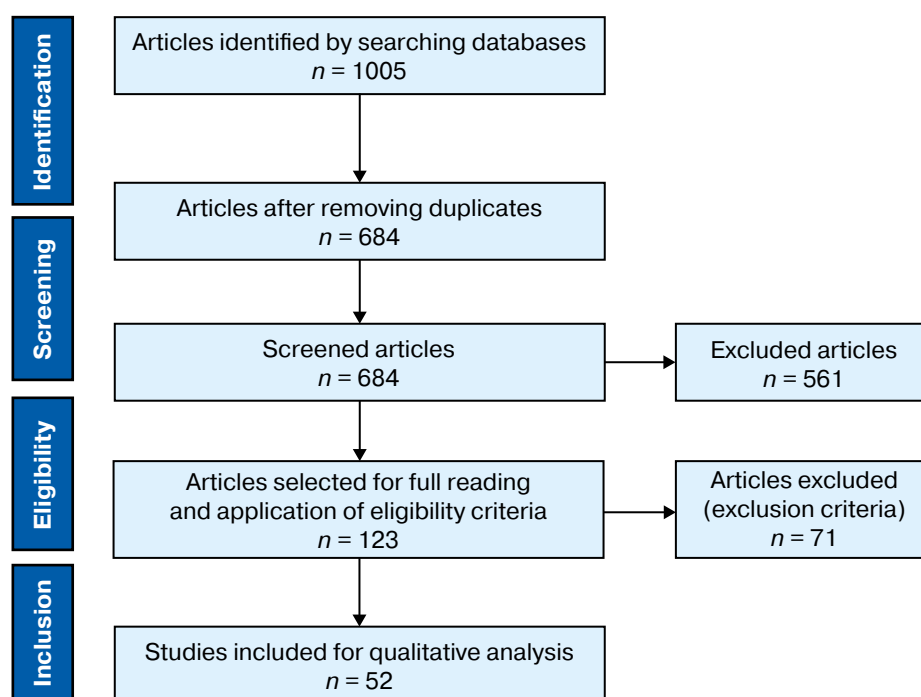 Identification
Articles identified by searching databases
n = 1005
Articles after removing duplicates
n = 684
Screening
Screened articles
n = 684
Excluded articles
n = 561
Eligibility
Articles selected for full reading
and application of eligibility criteria
n = 123
Articles excluded
(exclusion criteria)
n = 71
Inclusion
Studies included for qualitative analysis
n = 52